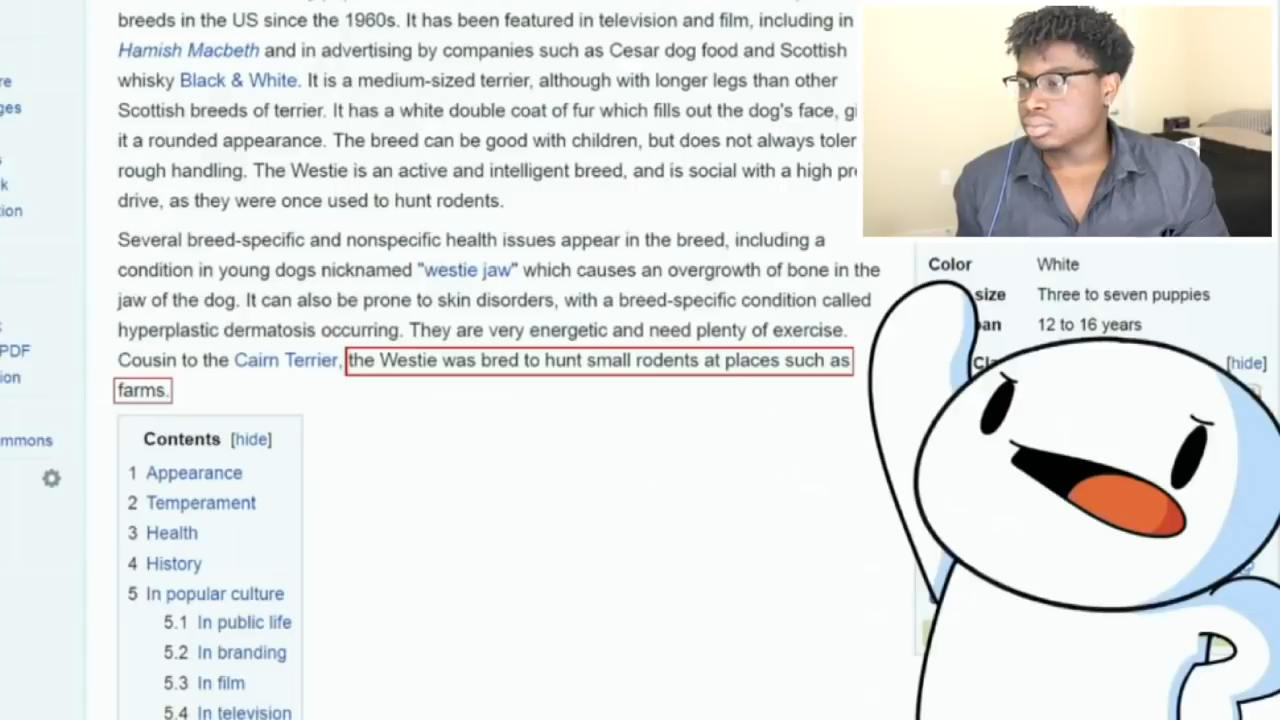 breeds in the US since the 1960s. It has been featured in television and film, including in
Hamish Macbeth and in advertising by companies such as Cesar dog food and Scottish
whisky Black & White. It is a medium-sized terrier, although with longer legs than other
Scottish breeds of terrier. It has a white double coat of fur which fills out the dog's face, gi
it a rounded appearance. The breed can be good with children, but does not always toler
rough handling. The Westie is an active and intelligent breed, and is social with a high pr
drive, as they were once used to hunt rodents.
Several breed-specific and nonspecific health issues appear in the breed, including a
condition in young dogs nicknamed "westie jaw" which causes an overgrowth of bone in the
jaw of the dog. It can also be prone to skin disorders, with a breed-specific condition called
hyperplastic dermatosis occurring. They are very energetic and need plenty of exercise.
Cousin to the Cairn Terrier, the Westie was bred to hunt small rodents at places such as
farms.
Contents [hide]
1 Appearance
2 Temperament
3 Health
4 History
5 In popular culture
5.1 In public life
5.2 In branding
5.3 In film
5.4 In television
re
ges
k
tion
PDF
ion
mmons
Color White
size Three to seven puppies
an 12 to 16 years
Cl [hide]